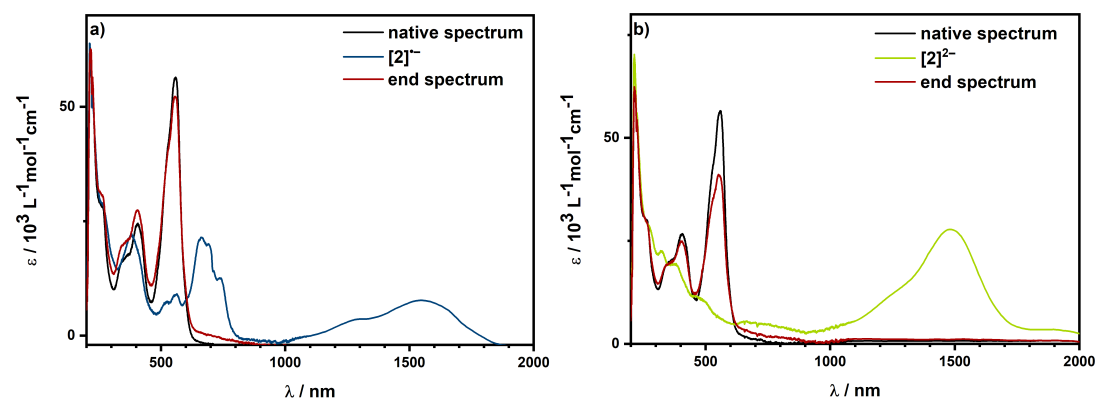 a)
native spectrum
[2]•–
end spectrum
50
0
500
1000
1500
2000
ε / 10³ L⁻¹mol⁻¹cm⁻¹
λ / nm
b)
native spectrum
[2]²⁻
end spectrum
50
0
500
1000
1500
2000
ε / 10³ L⁻¹mol⁻¹cm⁻¹
λ / nm